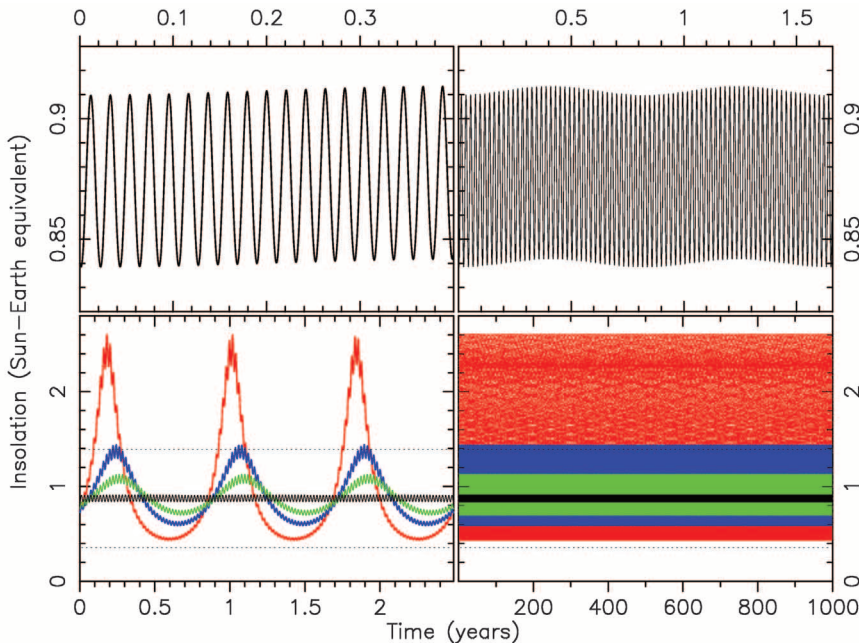 0 0.1 0.2 0.3 0.5 1 1.5
0.9 0.9
0.85 0.85
Insolation (Sun–Earth equivalent)
2 2
1 1
0 0
0 0.5 1 1.5 2 200 400 600 800 1000
Time (years) Time (years)